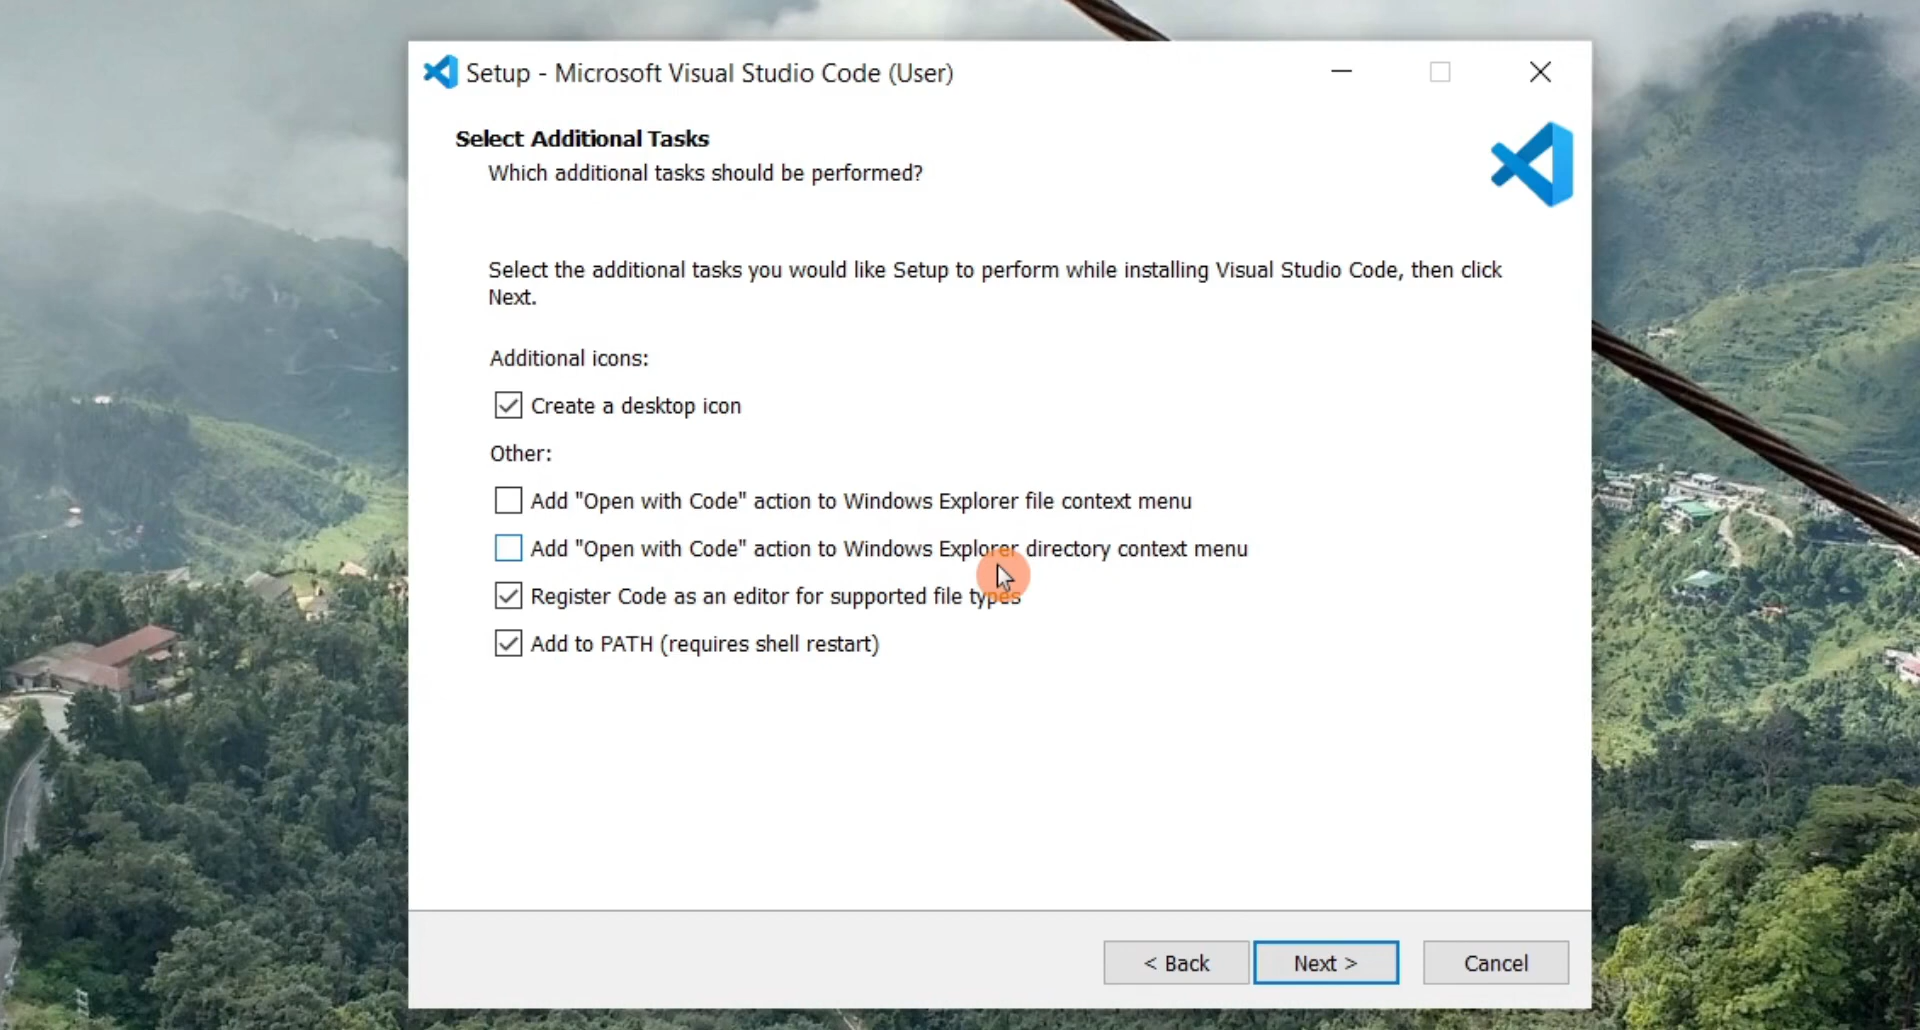 Setup - Microsoft Visual Studio Code (User)
Select Additional Tasks
Which additional tasks should be performed?
Select the additional tasks you would like Setup to perform while installing Visual Studio Code, then click
Next.
Additional icons:
Create a desktop icon
Other:
Add "Open with Code" action to Windows Explorer file context menu
Add "Open with Code" action to Windows Explorer directory context menu
Register Code as an editor for supported file types
Add to PATH (requires shell restart)
< Back
Next >
Cancel